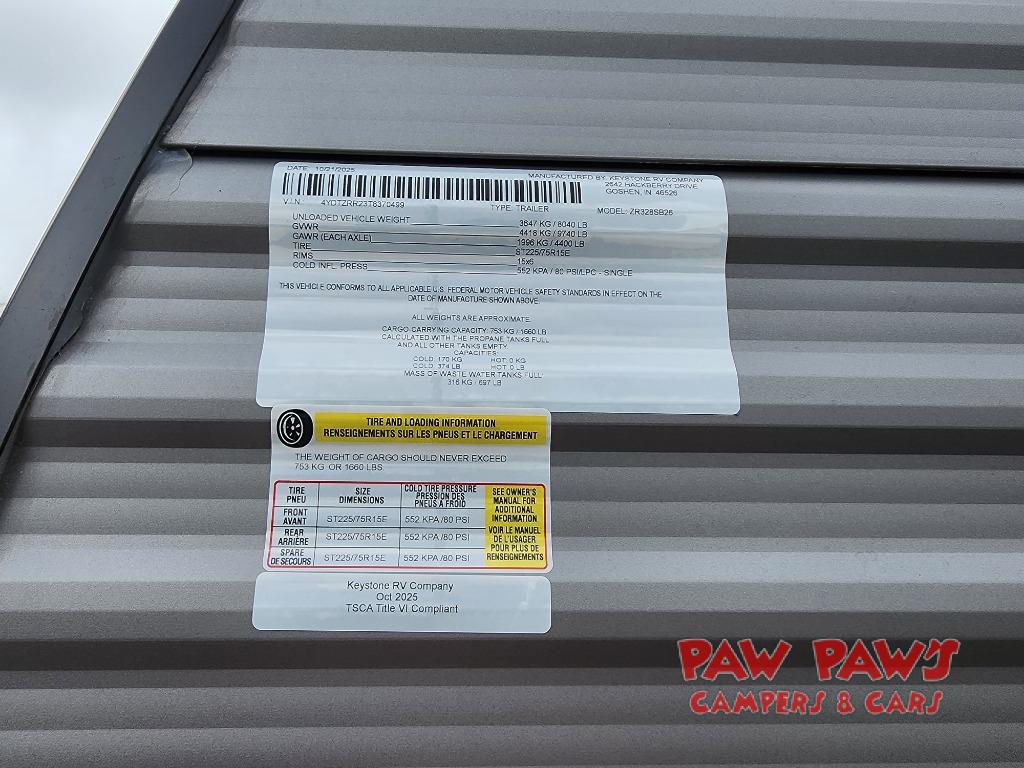 DATE: 10/21/2025
MANUFACTURED BY: KEYSTONE RV COMPANY
2642 HACKBERRY DRIVE
GOSHEN, IN 46526
V.I.N. 4YDTZRR23T8370499
TYPE: TRAILER
MODEL: ZR328SB26
UNLOADED VEHICLE WEIGHT 3647 KG / 8040 LB
GVWR 4418 KG / 9740 LB
GAWR (EACH AXLE) 1996 KG / 4400 LB
TIRE ST225/75R15E
RIMS 15x6
COLD INFL. PRESS 552 KPA / 80 PSI/LPC - SINGLE
THIS VEHICLE CONFORMS TO ALL APPLICABLE U.S. FEDERAL MOTOR VEHICLE SAFETY STANDARDS IN EFFECT ON THE
DATE OF MANUFACTURE SHOWN ABOVE.
ALL WEIGHTS ARE APPROXIMATE.
CARGO CARRYING CAPACITY: 753 KG / 1660 LB
CALCULATED WITH THE PROPANE TANKS FULL
AND ALL OTHER TANKS EMPTY.
CAPACITIES:
COLD: 170 KG HOT: 0 KG
COLD: 374 LB HOT: 0 LB
MASS OF WASTE WATER TANKS FULL:
316 KG / 697 LB
TIRE AND LOADING INFORMATION
RENSEIGNEMENTS SUR LES PNEUS ET LE CHARGEMENT
THE WEIGHT OF CARGO SHOULD NEVER EXCEED
753 KG OR 1660 LBS
TIRE
PNEU
SIZE
DIMENSIONS
COLD TIRE PRESSURE
PRESSION DES
PNEUS A FROID
FRONT
AVANT
ST225/75R15E
552 KPA /80 PSI
REAR
ARRIÈRE
ST225/75R15E
552 KPA /80 PSI
SPARE
DE SECOURS
ST225/75R15E
552 KPA /80 PSI
SEE OWNER'S
MANUAL FOR
ADDITIONAL
INFORMATION
VOIR LE MANUEL
DE L'USAGER
POUR PLUS DE
RENSEIGNEMENTS
Keystone RV Company
Oct 2025
TSCA Title VI Compliant
PAW PAW'S
CAMPERS & CARS